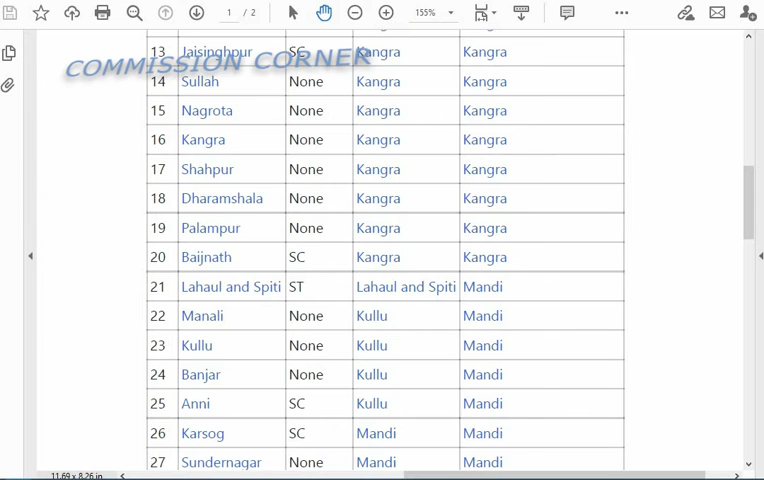 1 / 2 155%
13 Jaisinghpur SC Kangra Kangra
COMMISSION CORNER
14 Sullah None Kangra Kangra
15 Nagrota None Kangra Kangra
16 Kangra None Kangra Kangra
17 Shahpur None Kangra Kangra
18 Dharamshala None Kangra Kangra
19 Palampur None Kangra Kangra
20 Baijnath SC Kangra Kangra
21 Lahaul and Spiti ST Lahaul and Spiti Mandi
22 Manali None Kullu Mandi
23 Kullu None Kullu Mandi
24 Banjar None Kullu Mandi
25 Anni SC Kullu Mandi
26 Karsog SC Mandi Mandi
27 Sundernagar None Mandi Mandi
11.69 x 8.26 in